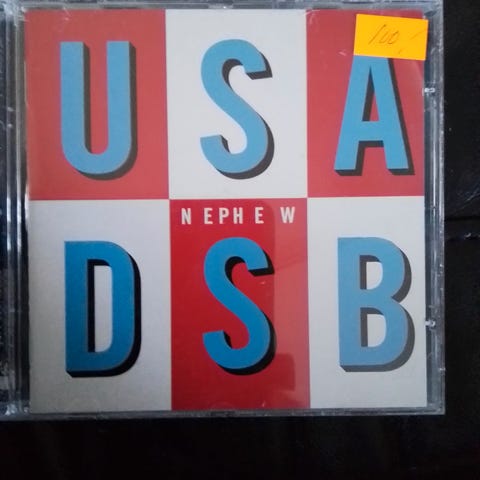 USA
NEPHEW
DSB
100,-